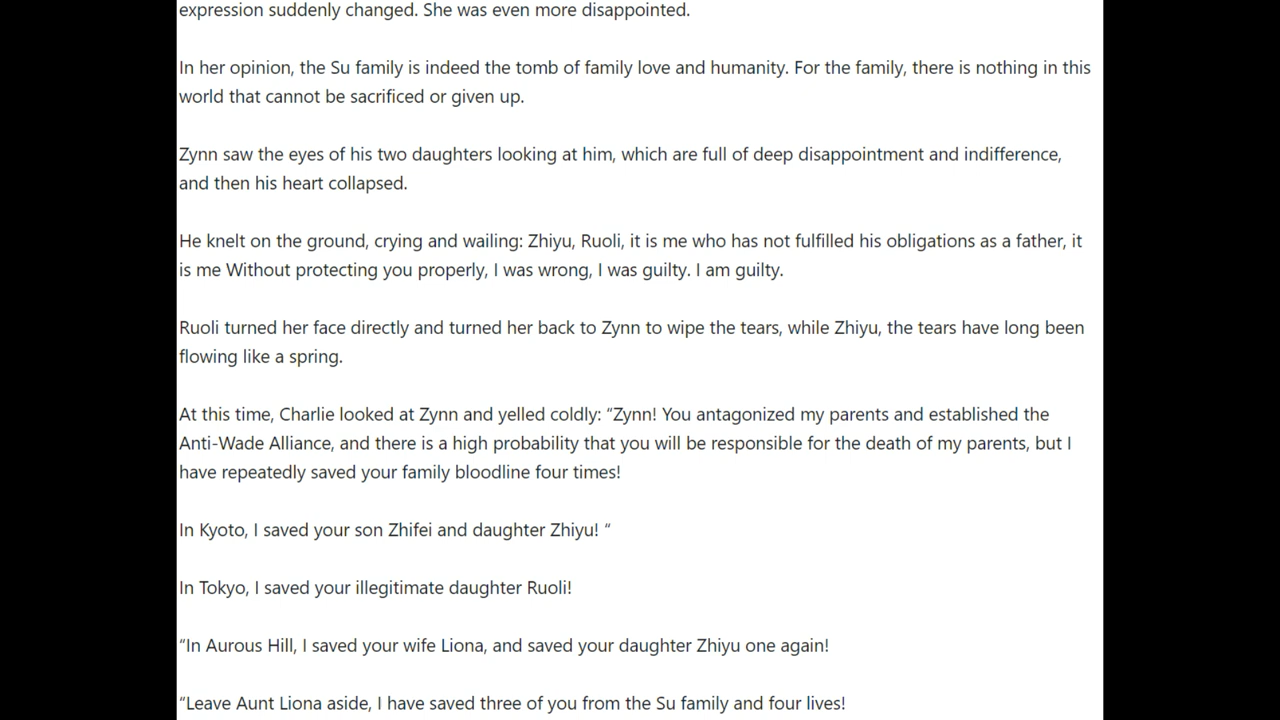 expression suddenly changed. She was even more disappointed.
In her opinion, the Su family is indeed the tomb of family love and humanity. For the family, there is nothing in this
world that cannot be sacrificed or given up.
Zynn saw the eyes of his two daughters looking at him, which are full of deep disappointment and indifference,
and then his heart collapsed.
He knelt on the ground, crying and wailing: Zhiyu, Ruoli, it is me who has not fulfilled his obligations as a father, it
is me Without protecting you properly, I was wrong, I was guilty. I am guilty.
Ruoli turned her face directly and turned her back to Zynn to wipe the tears, while Zhiyu, the tears have long been
flowing like a spring.
At this time, Charlie looked at Zynn and yelled coldly: “Zynn! You antagonized my parents and established the
Anti-Wade Alliance, and there is a high probability that you will be responsible for the death of my parents, but I
have repeatedly saved your family bloodline four times!
In Kyoto, I saved your son Zhifei and daughter Zhiyu! “
In Tokyo, I saved your illegitimate daughter Ruoli!
“In Aurous Hill, I saved your wife Liona, and saved your daughter Zhiyu one again!
“Leave Aunt Liona aside, I have saved three of you from the Su family and four lives!